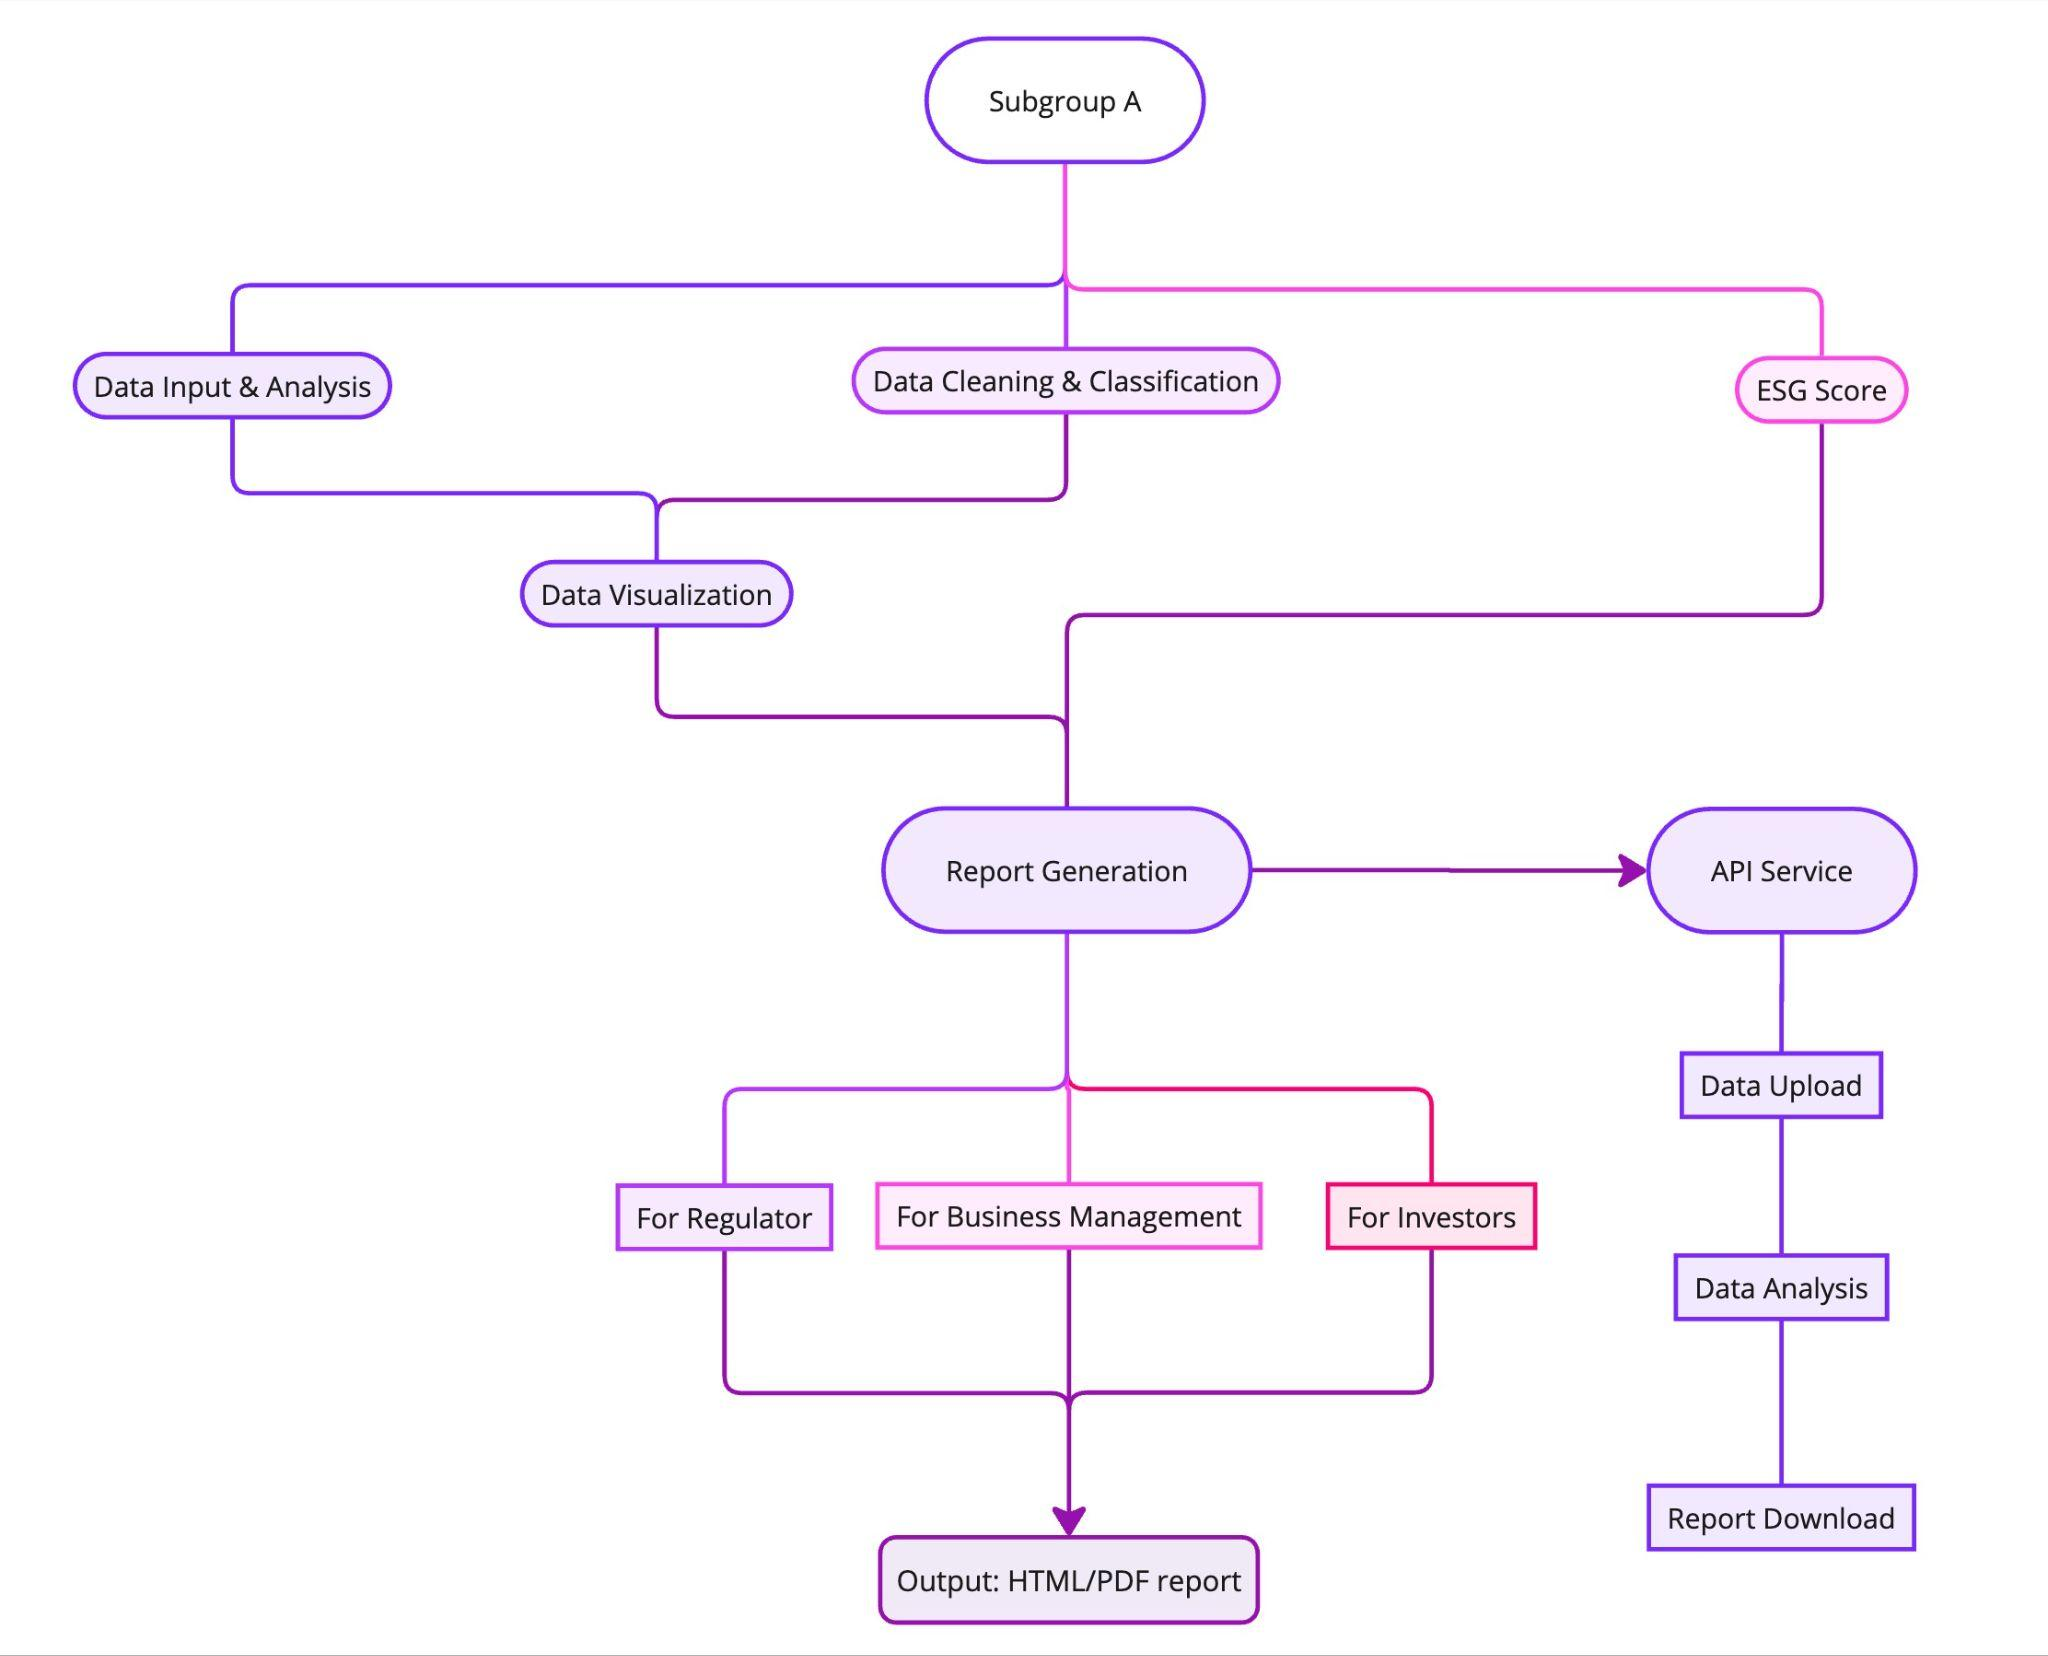 Subgroup A
Data Input & Analysis
Data Cleaning & Classification
ESG Score
Data Visualization
Report Generation
API Service
Data Upload
For Regulator
For Business Management
For Investors
Data Analysis
Report Download
Output: HTML/PDF report